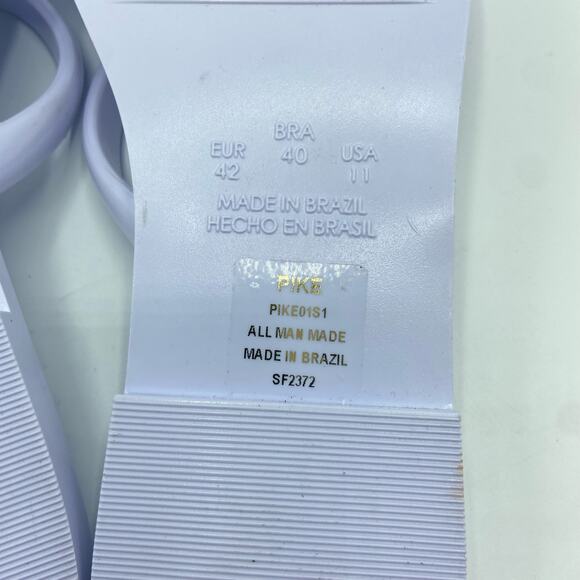 BRA
EUR 40 USA
42 11
MADE IN BRAZIL
HECHO EN BRASIL
PIKE
PIKE01S1
ALL MAN MADE
MADE IN BRAZIL
SF2372